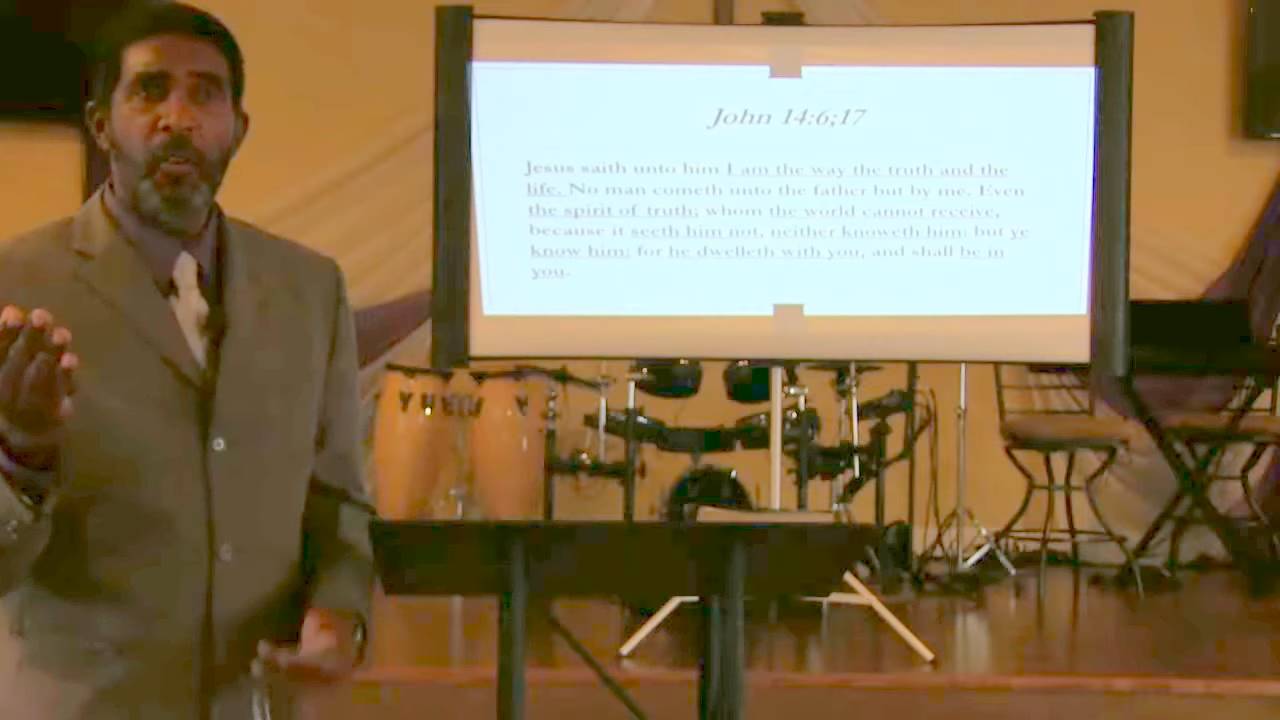 John 14:6;17
Jesus saith unto him I am the way the truth and the
life. No man cometh unto the father but by me. Even
the spirit of truth; whom the world cannot receive,
because it seeth him not, neither knoweth him: but ye
know him; for he dwelleth with you, and shall be in
you.